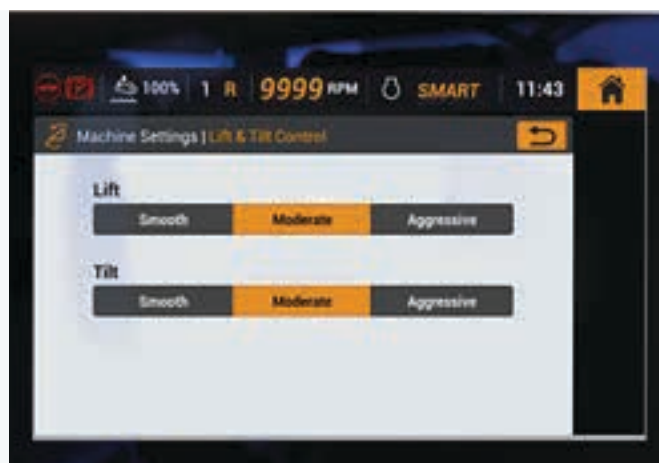 100% 1 R 9999 RPM SMART 11:43
Machine Settings | Lift & Tilt Control
Lift
Smooth Moderate Aggressive
Tilt
Smooth Moderate Aggressive